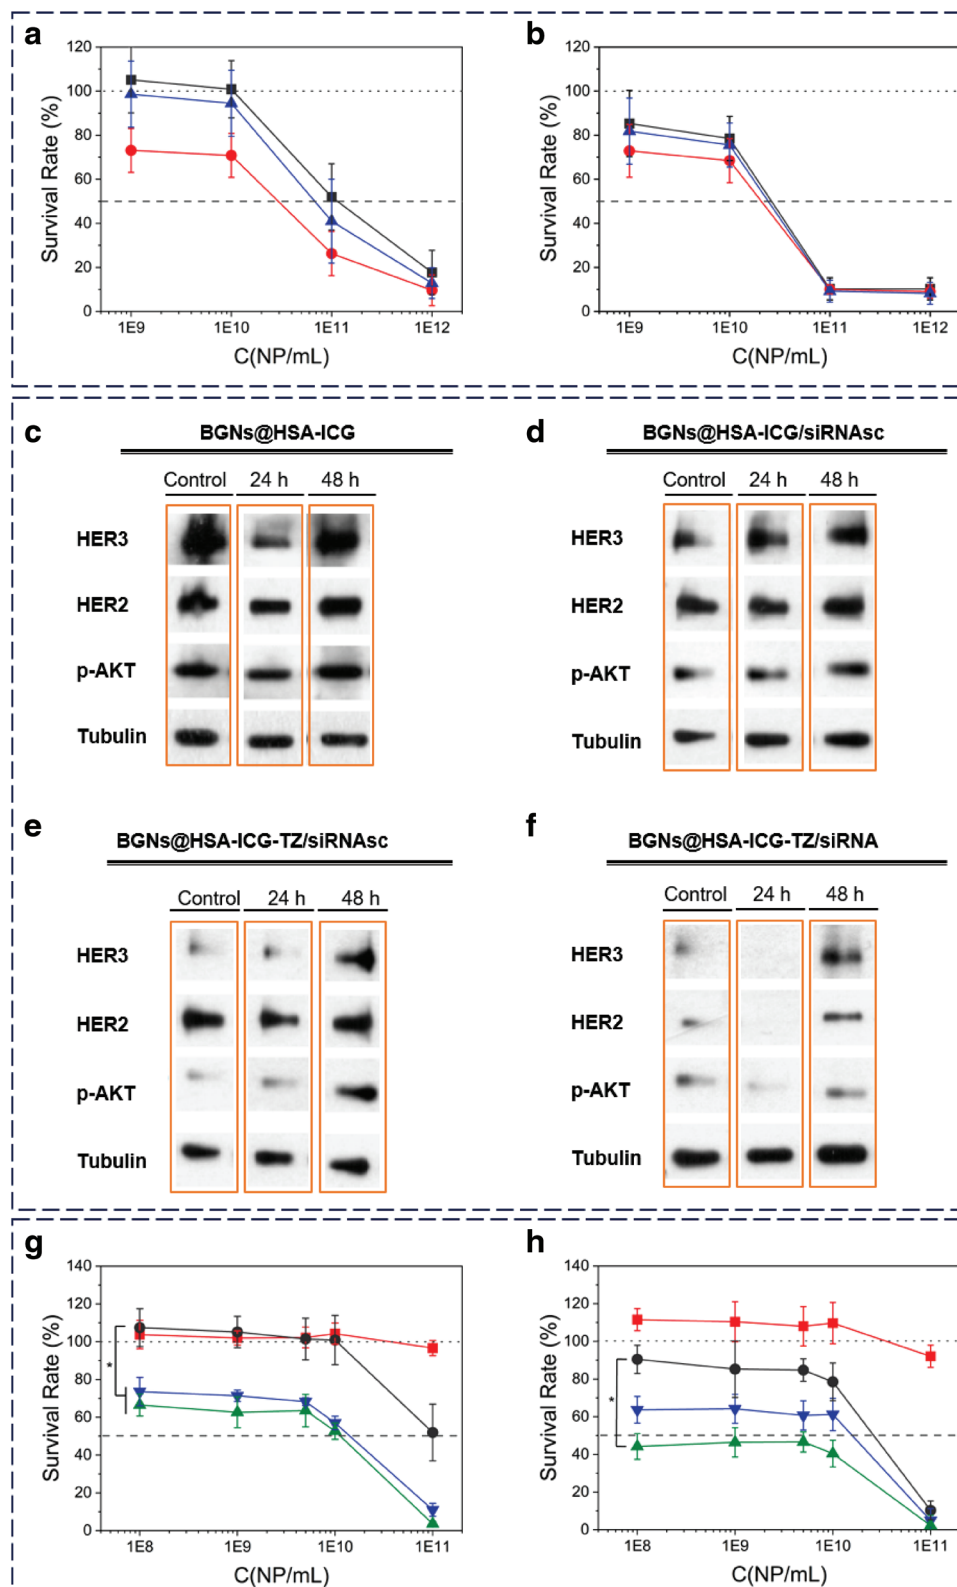 a
b
120
100
80
60
40
20
0
Survival Rate (%)
1E9 1E10 1E11 1E12
C(NP/mL)
120
100
80
60
40
20
0
Survival Rate (%)
1E9 1E10 1E11 1E12
C(NP/mL)
c
BGNs@HSA-ICG
Control 24 h 48 h
HER3
HER2
p-AKT
Tubulin
d
BGNs@HSA-ICG/siRNAsc
Control 24 h 48 h
HER3
HER2
p-AKT
Tubulin
e
BGNs@HSA-ICG-TZ/siRNAsc
Control 24 h 48 h
HER3
HER2
p-AKT
Tubulin
f
BGNs@HSA-ICG-TZ/siRNA
Control 24 h 48 h
HER3
HER2
p-AKT
Tubulin
g
140
120
100
80
60
40
20
0
Survival Rate (%)
*
1E8 1E9 1E10 1E11
C(NP/mL)
h
140
120
100
80
60
40
20
0
Survival Rate (%)
*
1E8 1E9 1E10 1E11
C(NP/mL)